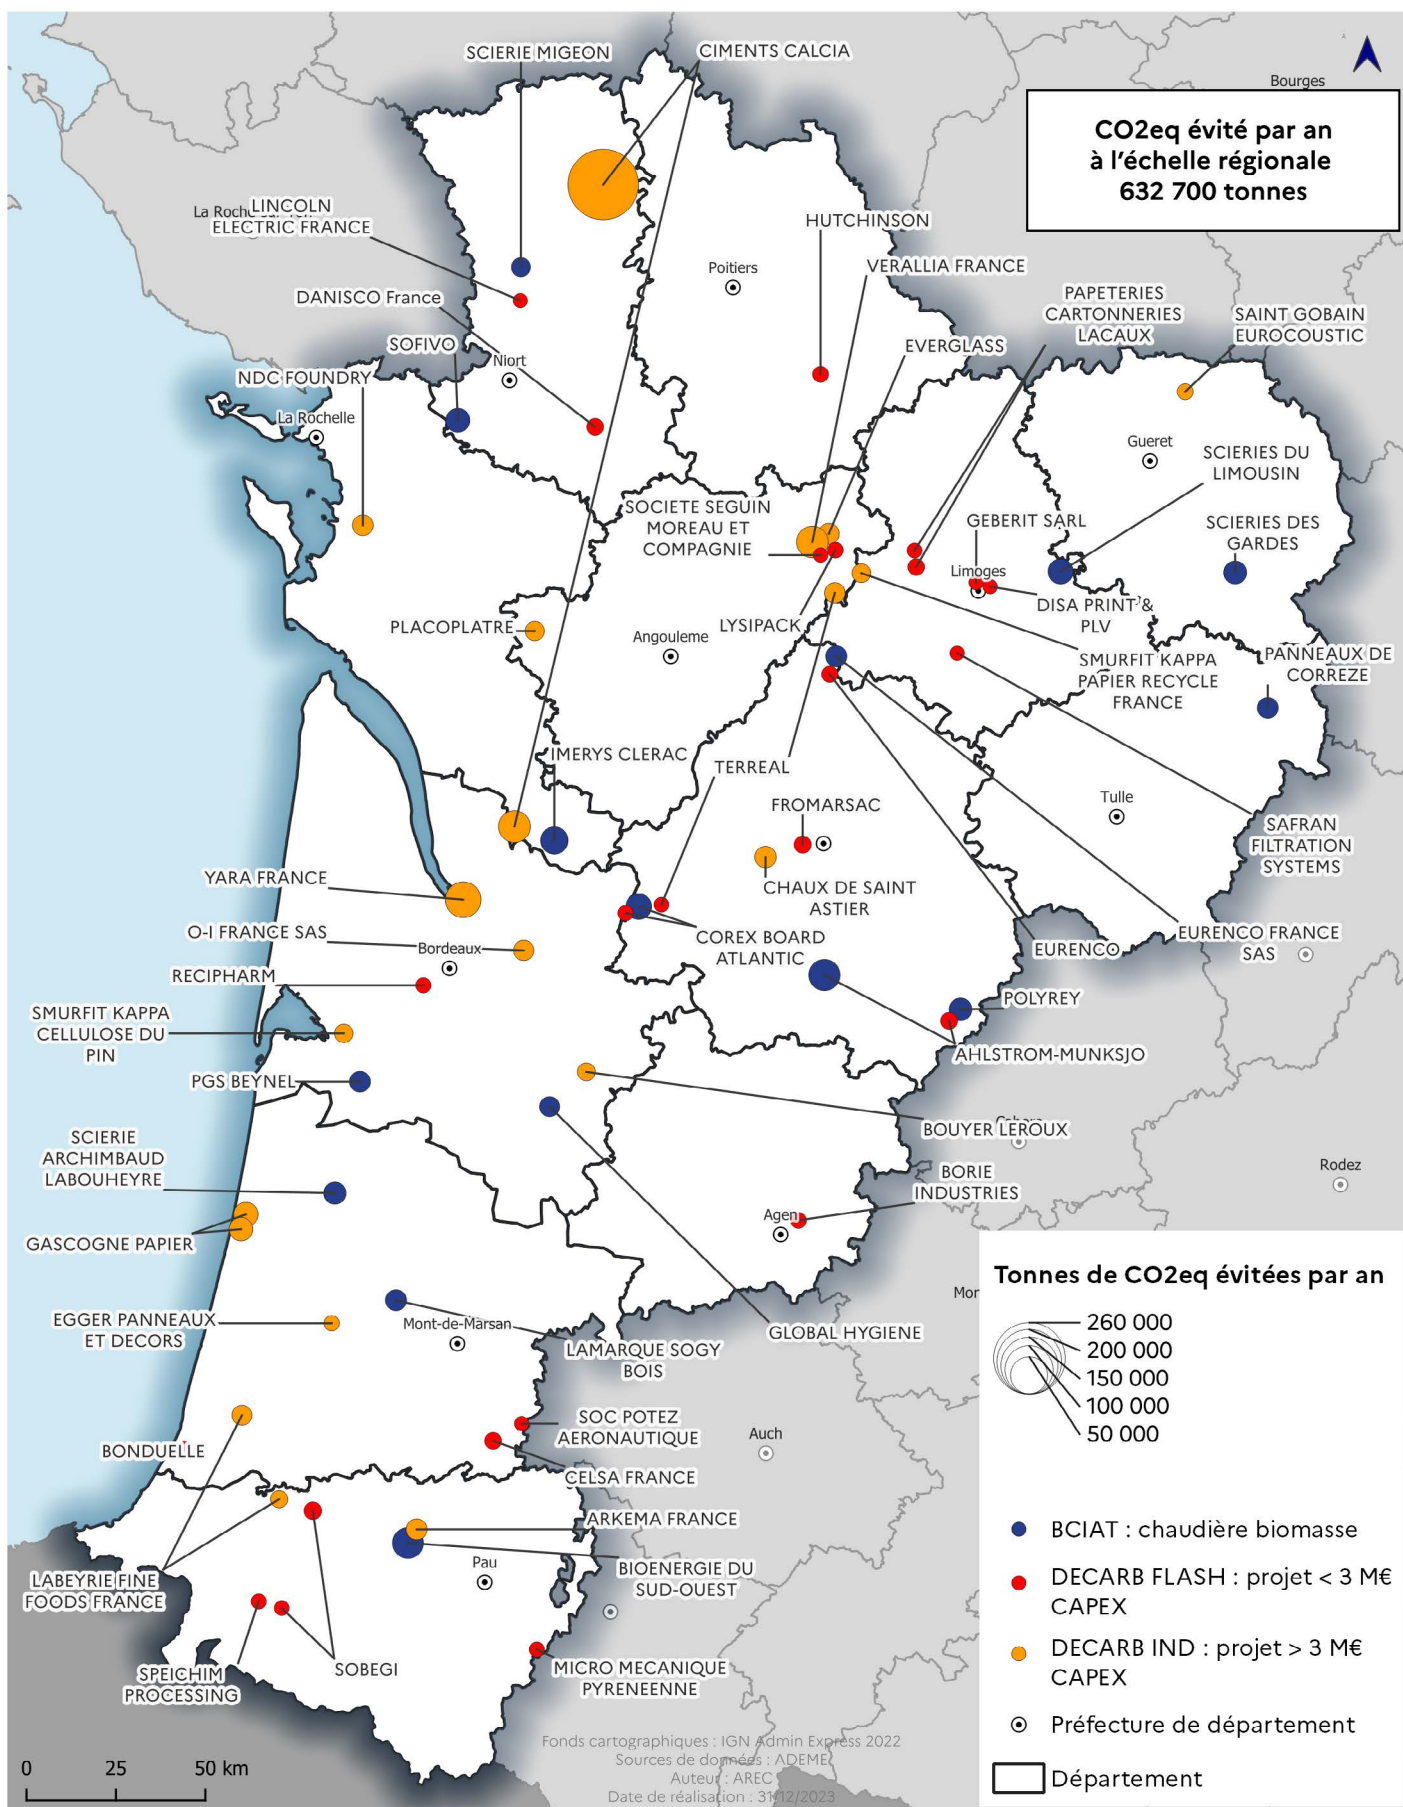 SCIERIE MIGEON
CIMENTS CALCIA
Bourges
CO2eq évité par an
à l'échelle régionale
632 700 tonnes
LINCOLN
ELECTRIC FRANCE
HUTCHINSON
Poitiers
VERALLIA FRANCE
DANISCO France
PAPETERIES
CARTONNERIES
LACAUX
SAINT GOBAIN
EUROCOUSTIC
SOFIVO
Niort
EVERGLASS
NDC FOUNDRY
La Rochelle
Gueret
SCIERIES DU
LIMOUSIN
SOCIETE SEGUIN
MOREAU ET
COMPAGNIE
GEBERIT SARL
SCIERIES DES
GARDES
Limoges
DISA PRINT &
PLV
PLACOPLATRE
LYSIPACK
Angouleme
SMURFIT KAPPA
PAPIER RECYCLE
FRANCE
PANNEAUX DE
CORREZE
IMERYS CLERAC
TERREAL
FROMARSAC
Tulle
SAFRAN
FILTRATION
SYSTEMS
YARA FRANCE
CHAUX DE SAINT
ASTIER
O-I FRANCE SAS
Bordeaux
COREX BOARD
ATLANTIC
EURENCO
EURENCO FRANCE
SAS
RECIPHARM
POLYREY
SMURFIT KAPPA
CELLULOSE DU
PIN
AHLSTROM-MUNKSJO
PGS BEYNEL
BOUYER LEROUX
SCIERIE
ARCHIMBAUD
LABOUHEYRE
BORIE
INDUSTRIES
Rodez
Agen
GASCOGNE PAPIER
EGGER PANNEAUX
ET DECORS
Mont-de-Marsan
GLOBAL HYGIENE
LAMARQUE SOGY
BOIS
SOC POTEZ
AERONAUTIQUE
Auch
BONDUELLE
CELSA FRANCE
ARKEMA FRANCE
Pau
BIOENERGIE DU
SUD-OUEST
LABEYRIE FINE
FOODS FRANCE
SPEICHIM
PROCESSING
SOBEGI
MICRO MECANIQUE
PYRENEENNE
Tonnes de CO2eq évitées par an
260 000
200 000
150 000
100 000
50 000
BCIAT : chaudière biomasse
DECARB FLASH : projet < 3 M€
CAPEX
DECARB IND : projet > 3 M€
CAPEX
Préfecture de département
Département
0 25 50 km
Fonds cartographiques : IGN Admin Express 2022
Sources de données : ADEME
Auteur : AREC
Date de réalisation : 31/12/2023